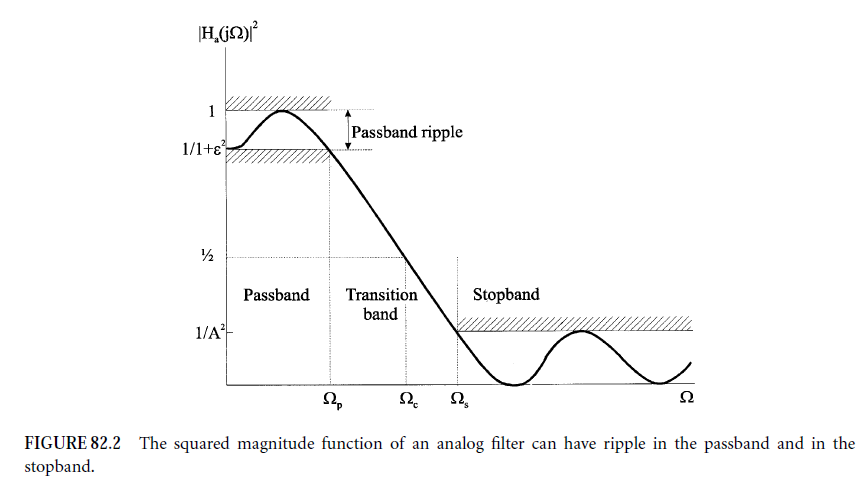 |Hₐ(jΩ)|²
1
Passband ripple
1/1+ε²
½
Passband
Transition
band
Stopband
1/A²
Ωp
Ωc
Ωs
Ω
FIGURE 82.2 The squared magnitude function of an analog filter can have ripple in the passband and in the
stopband.